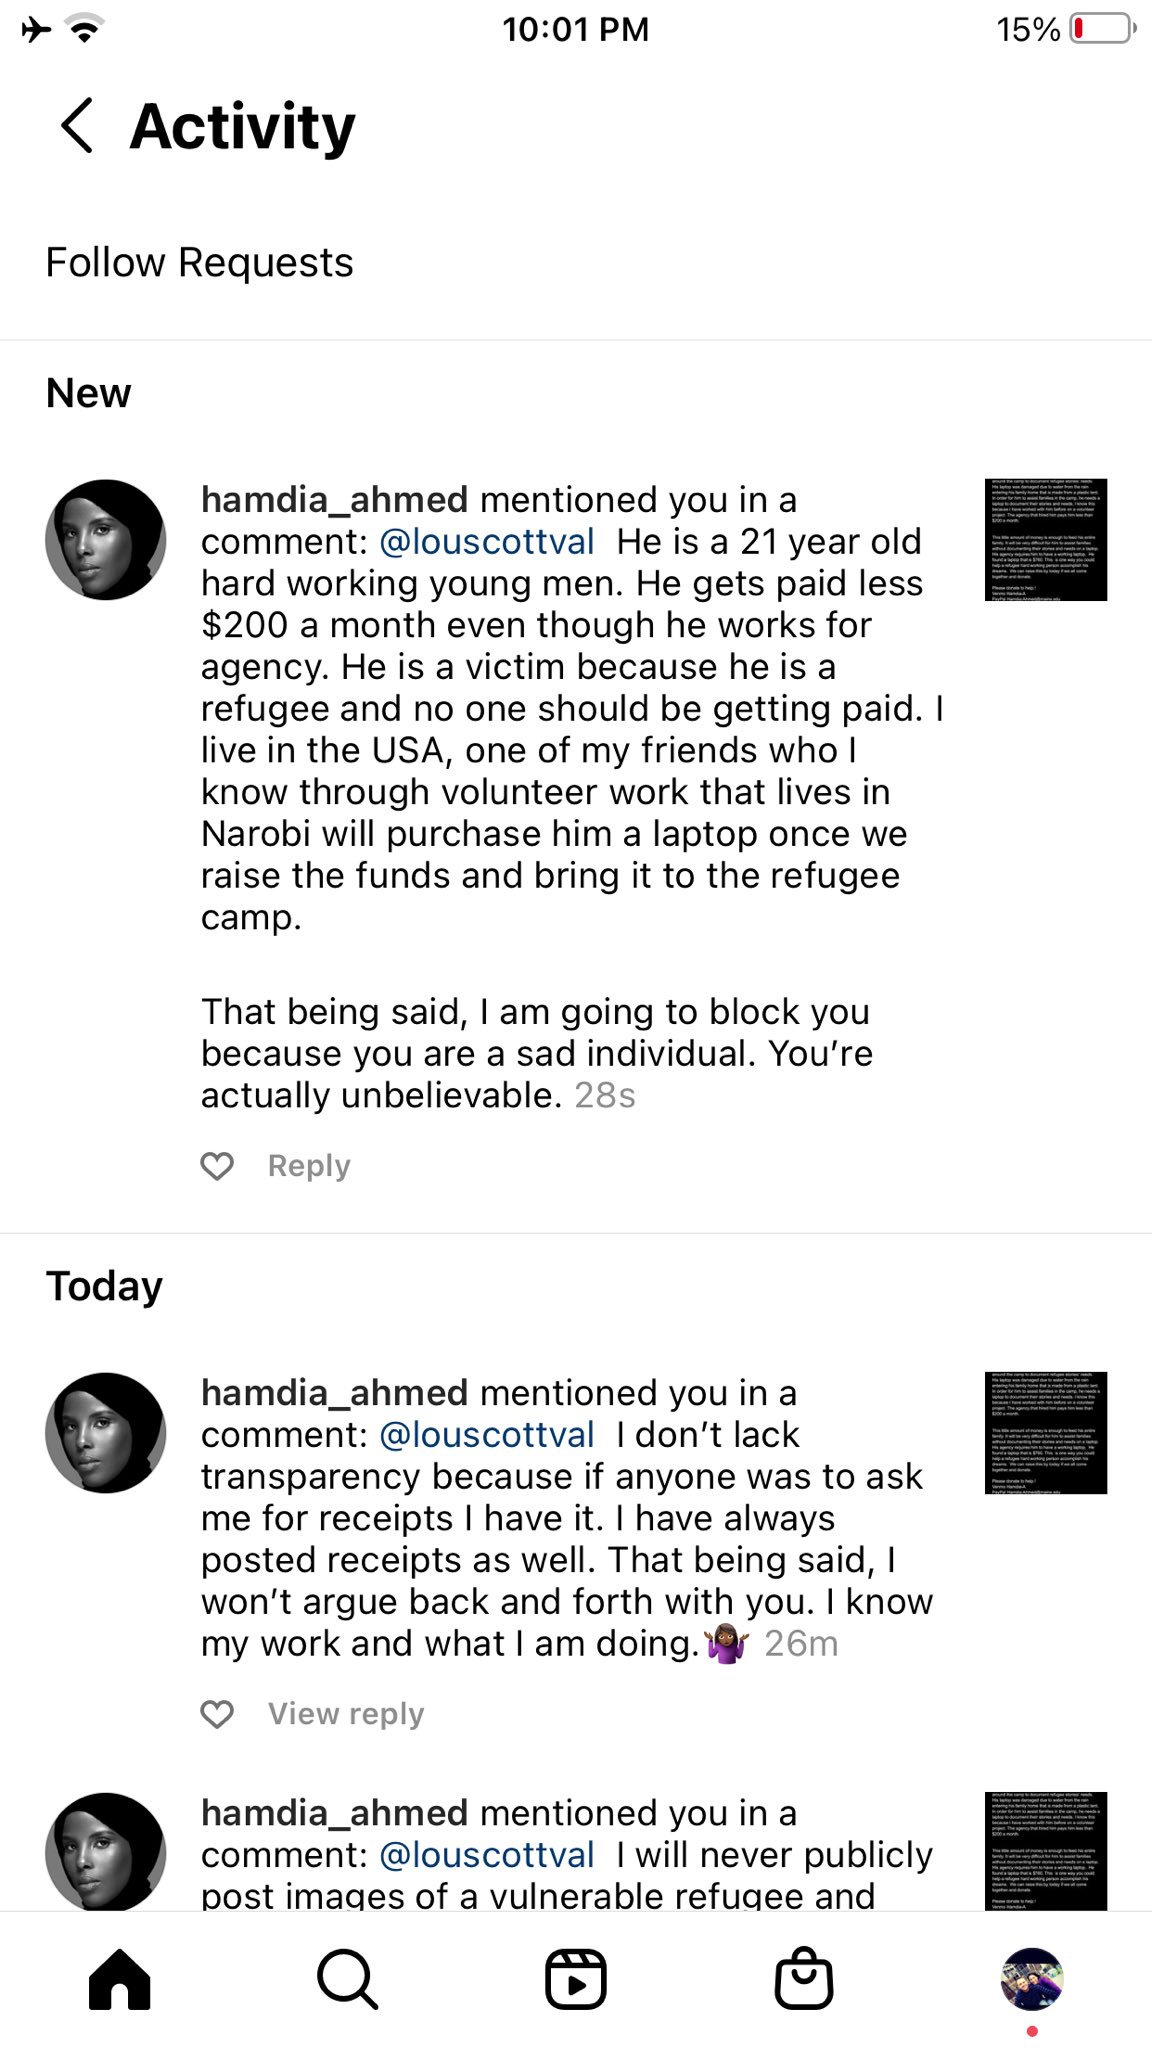 10:01 PM
15%
Activity
Follow Requests
New
hamdia_ahmed mentioned you in a
comment: @louscottval He is a 21 year old
hard working young men. He gets paid less
$200 a month even though he works for
agency. He is a victim because he is a
refugee and no one should be getting paid. I
live in the USA, one of my friends who I
know through volunteer work that lives in
Narobi will purchase him a laptop once we
raise the funds and bring it to the refugee
camp.
That being said, I am going to block you
because you are a sad individual. You're
actually unbelievable. 28s
Reply
Today
hamdia_ahmed mentioned you in a
comment: @louscottval I don't lack
transparency because if anyone was to ask
me for receipts I have it. I have always
posted receipts as well. That being said, I
won't argue back and forth with you. I know
my work and what I am doing.🤷🏾‍♀️ 26m
View reply
hamdia_ahmed mentioned you in a
comment: @louscottval I will never publicly
post images of a vulnerable refugee and